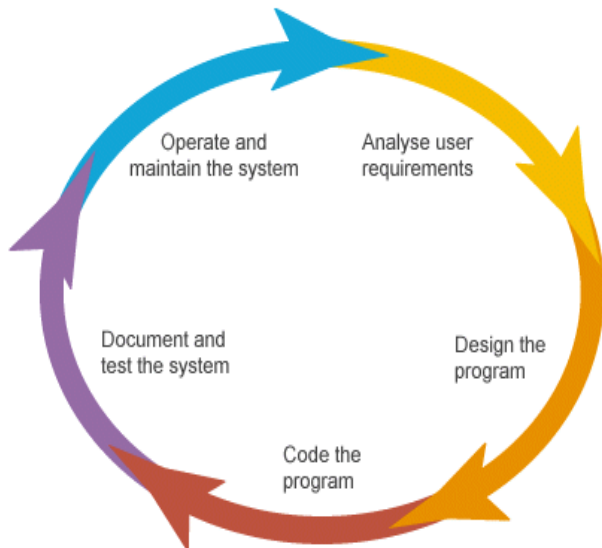 Operate and
maintain the system
Analyse user
requirements
Design the
program
Code the
program
Document and
test the system